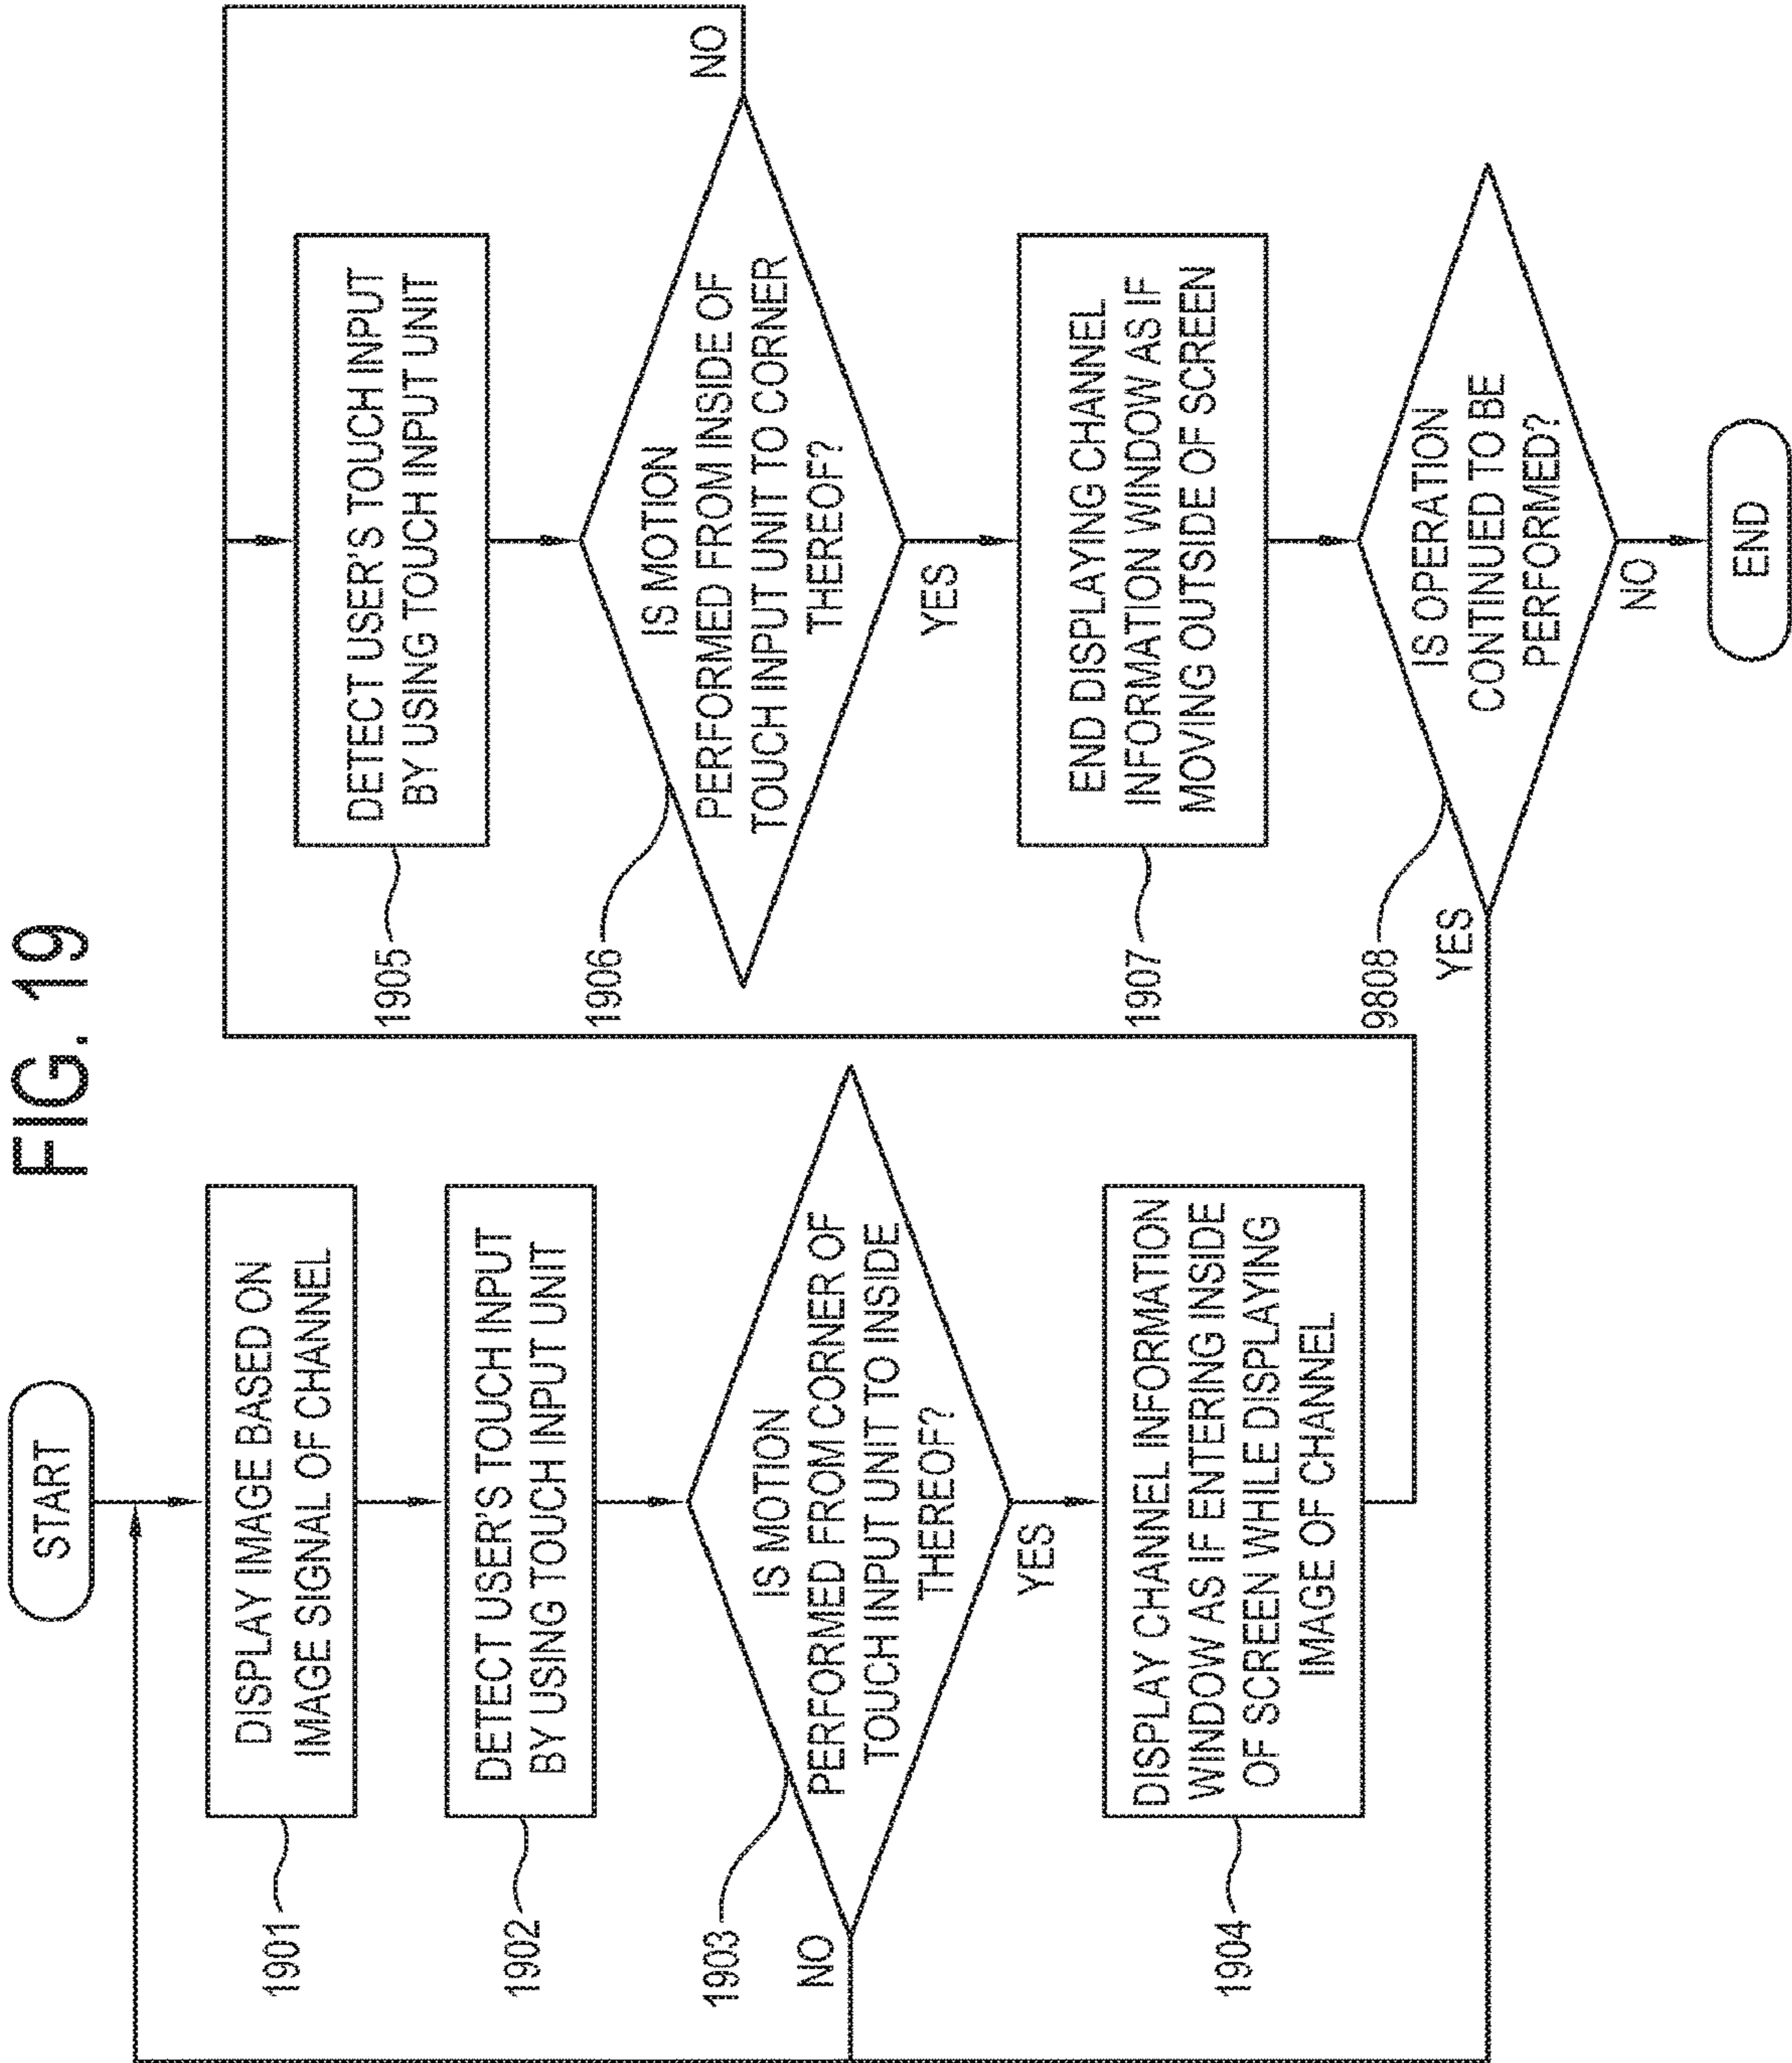 FIG. 19
START
1901
DISPLAY IMAGE BASED ON
IMAGE SIGNAL OF CHANNEL
1902
DETECT USER'S TOUCH INPUT
BY USING TOUCH INPUT UNIT
1903
IS MOTION
PERFORMED FROM CORNER OF
TOUCH INPUT UNIT TO INSIDE
THEREOF?
NO
YES
1904
DISPLAY CHANNEL INFORMATION
WINDOW AS IF ENTERING INSIDE
OF SCREEN WHILE DISPLAYING
IMAGE OF CHANNEL
1905
DETECT USER'S TOUCH INPUT
BY USING TOUCH INPUT UNIT
1906
IS MOTION
PERFORMED FROM INSIDE OF
TOUCH INPUT UNIT TO CORNER
THEREOF?
NO
YES
1907
END DISPLAYING CHANNEL
INFORMATION WINDOW AS IF
MOVING OUTSIDE OF SCREEN
9808
IS OPERATION
CONTINUED TO BE
PERFORMED?
YES
NO
END